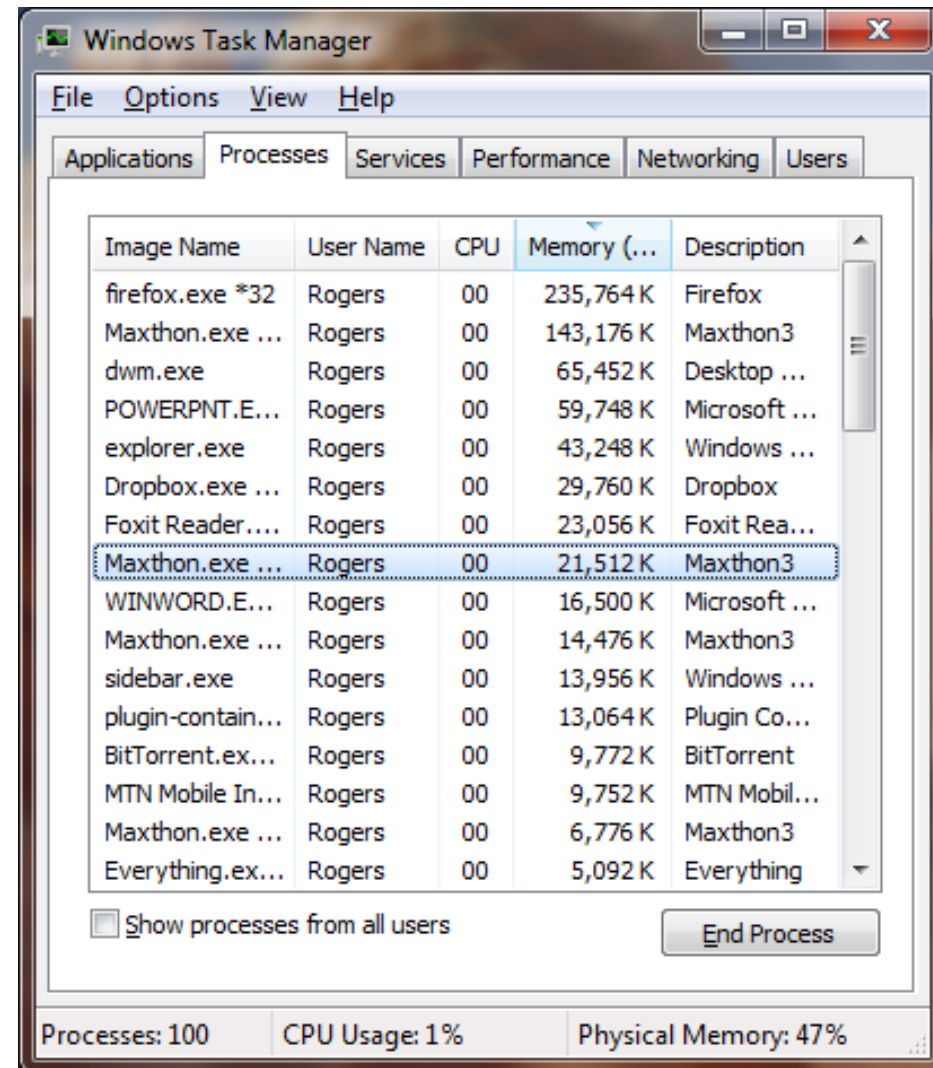 Windows Task Manager
File Options View Help
Applications Processes Services Performance Networking Users
Image Name User Name CPU Memory (... Description
firefox.exe *32 Rogers 00 235,764 K Firefox
Maxthon.exe ... Rogers 00 143,176 K Maxthon3
dwm.exe Rogers 00 65,452 K Desktop ...
POWERPNT.E... Rogers 00 59,748 K Microsoft ...
explorer.exe Rogers 00 43,248 K Windows ...
Dropbox.exe ... Rogers 00 29,760 K Dropbox
Foxit Reader.... Rogers 00 23,056 K Foxit Rea...
Maxthon.exe ... Rogers 00 21,512 K Maxthon3
WINWORD.E... Rogers 00 16,500 K Microsoft ...
Maxthon.exe ... Rogers 00 14,476 K Maxthon3
sidebar.exe Rogers 00 13,956 K Windows ...
plugin-contain... Rogers 00 13,064 K Plugin Co...
BitTorrent.ex... Rogers 00 9,772 K BitTorrent
MTN Mobile In... Rogers 00 9,752 K MTN Mobil...
Maxthon.exe ... Rogers 00 6,776 K Maxthon3
Everything.ex... Rogers 00 5,092 K Everything
Show processes from all users End Process
Processes: 100 CPU Usage: 1% Physical Memory: 47%